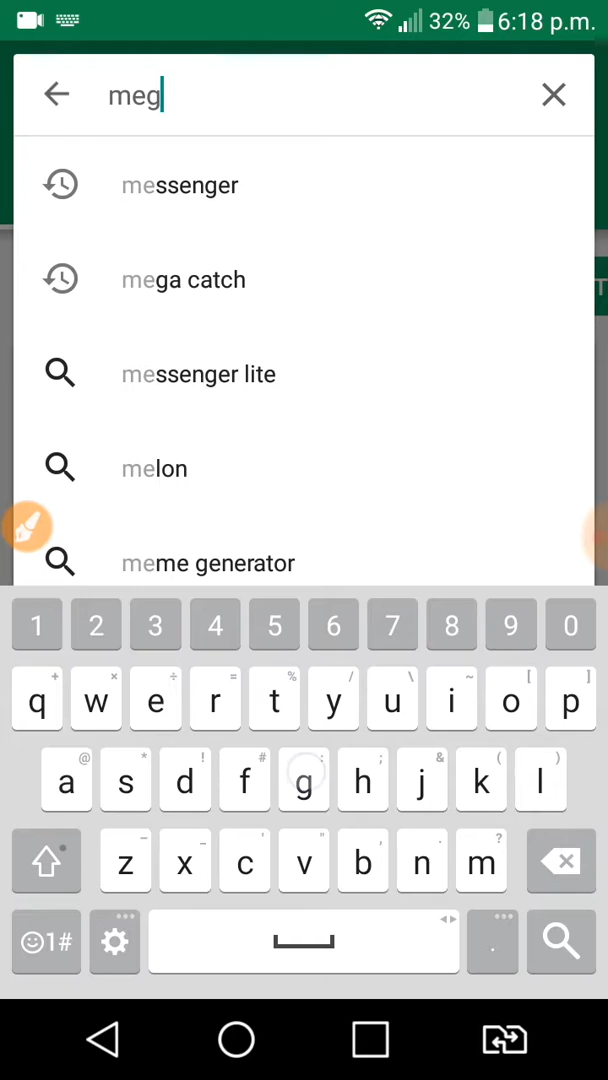 32% 6:18 p.m.
meg
messenger
mega catch
T
messenger lite
melon
meme generator
1 2 3 4 5 6 7 8 9 0
+ × ÷ = % / \ ~ [ ]
q w e r t y u i o p
@ * ! # : ; & ( )
a s d f g h j k l
– _ ' " , . ?
z x c v b n m
1# .